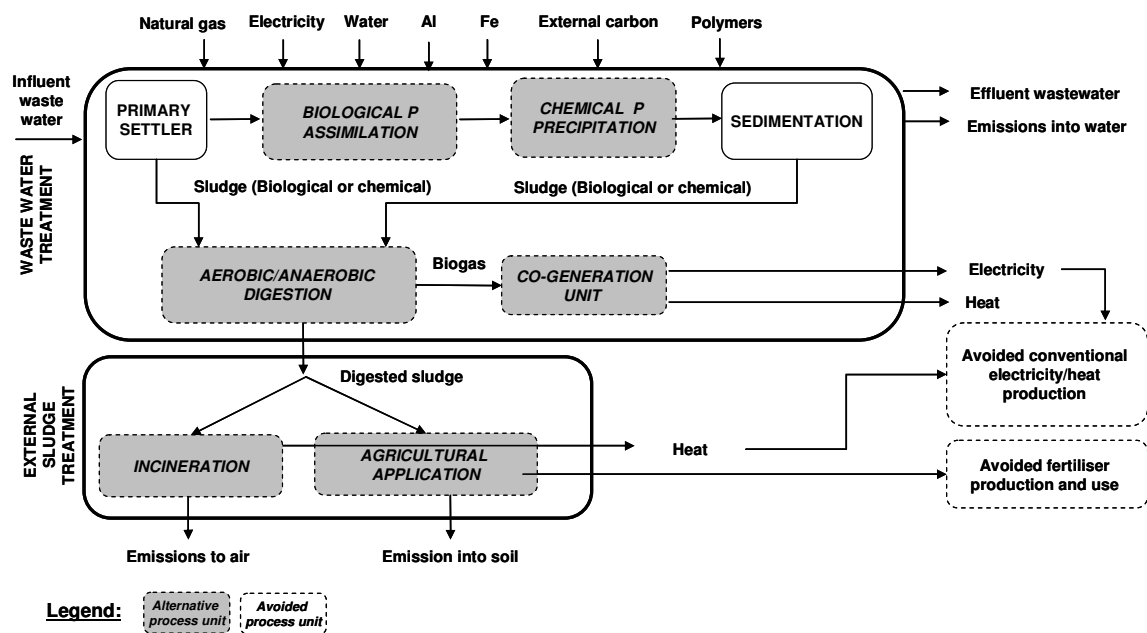 Natural gas
Electricity
Water
Al
Fe
External carbon
Polymers
Influent
waste
water
WASTE WATER
TREATMENT
PRIMARY
SETTLER
BIOLOGICAL P
ASSIMILATION
CHEMICAL P
PRECIPITATION
SEDIMENTATION
Effluent wastewater
Emissions into water
Sludge (Biological or chemical)
Sludge (Biological or chemical)
AEROBIC/ANAEROBIC
DIGESTION
Biogas
CO-GENERATION
UNIT
Electricity
Heat
Avoided conventional
electricity/heat
production
EXTERNAL
SLUDGE
TREATMENT
Digested sludge
INCINERATION
AGRICULTURAL
APPLICATION
Heat
Avoided fertiliser
production and use
Emissions to air
Emission into soil
Legend:
Alternative
process unit
Avoided
process unit